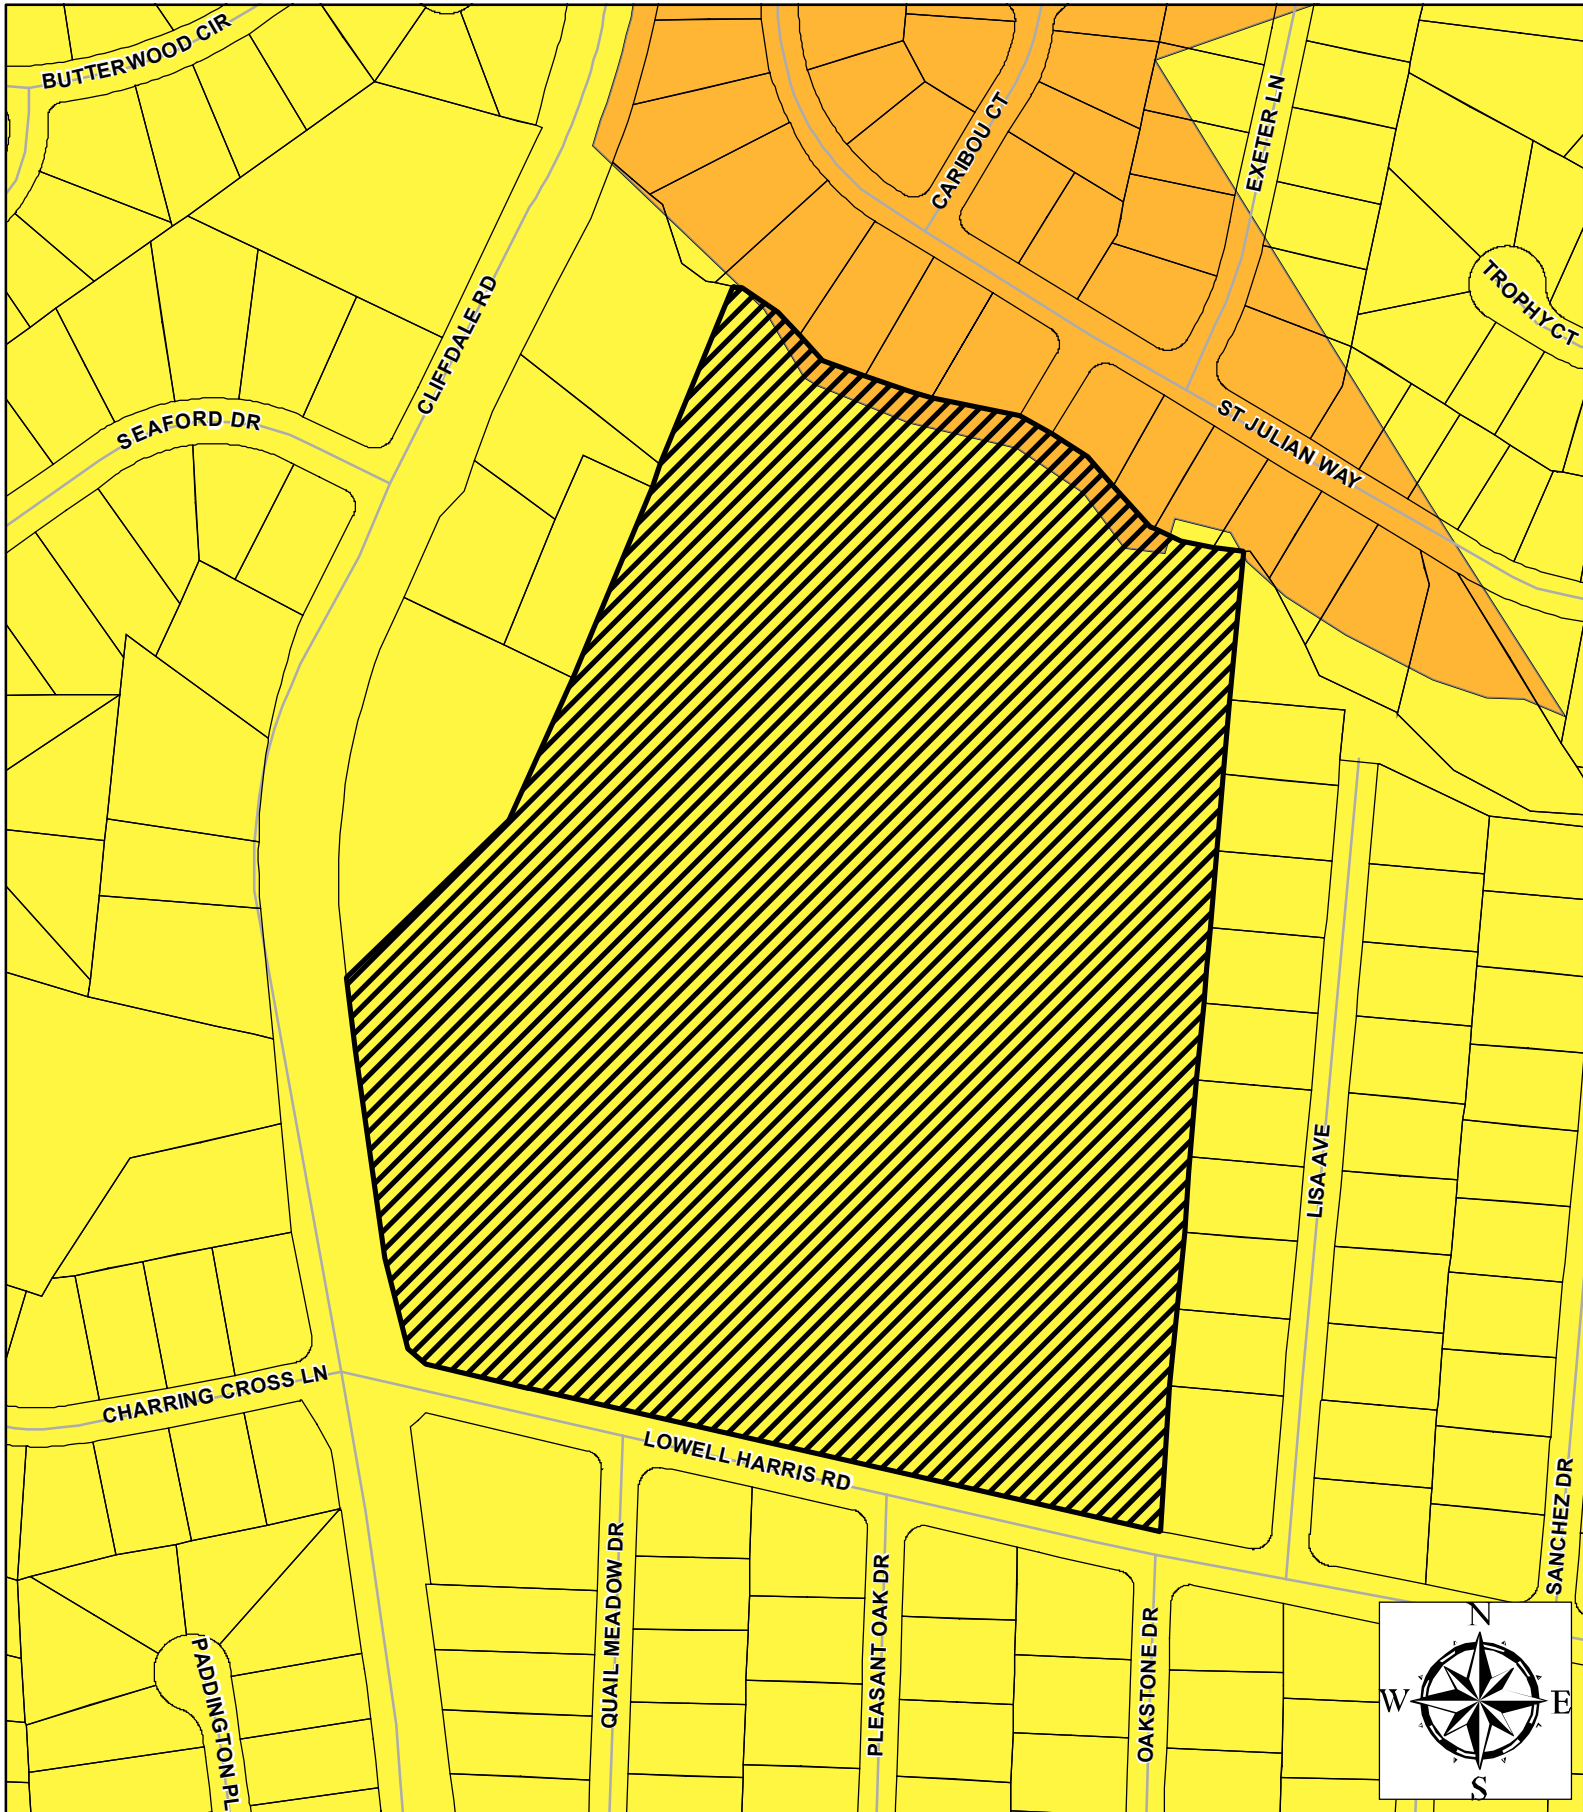 BUTTERWOOD CIR
CARIBOU CT
EXETER LN
TROPHY CT
CLIFFDALE RD
SEAFORD DR
ST JULIAN WAY
LISA AVE
CHARRING CROSS LN
LOWELL HARRIS RD
SANCHEZ DR
QUAIL MEADOW DR
PLEASANT OAK DR
OAKSTONE DR
PADDINGTON PL
N
W
E
S